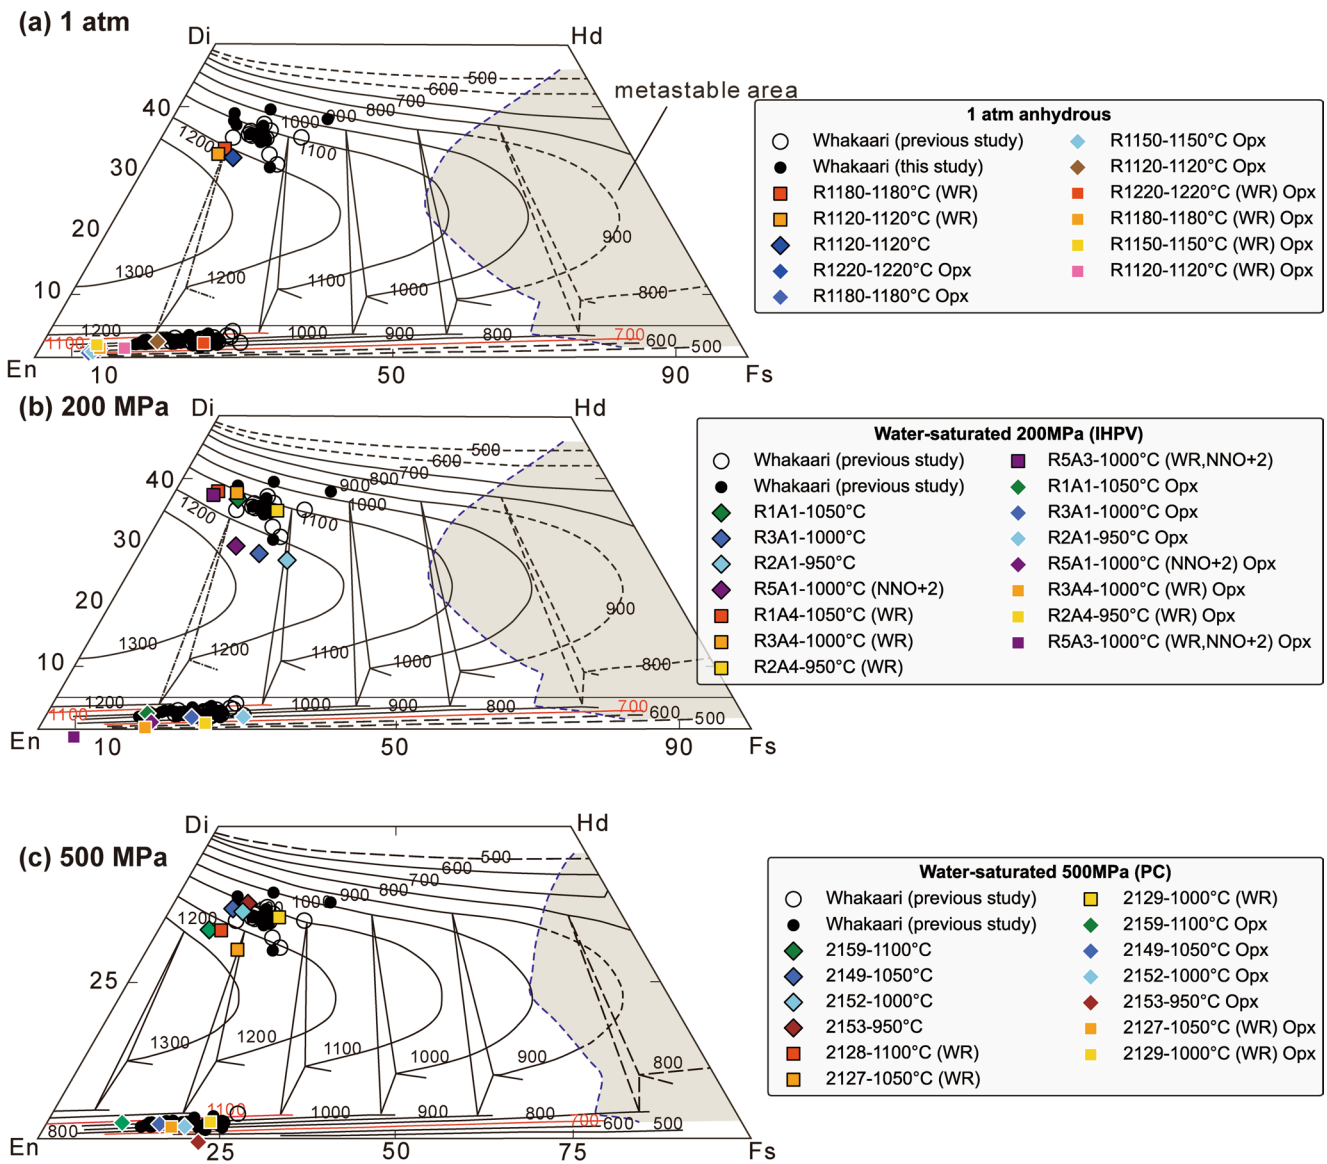 (a) 1 atm
Di
Hd
500
600
700
800
900
1000
1100
1200
metastable area
40
30
20
10
1300
1200
1100
1000
900
800
1200
1100
1000
900
800
700
600
500
En
10
50
90
Fs
1 atm anhydrous
Whakaari (previous study)
Whakaari (this study)
R1180-1180°C (WR)
R1120-1120°C (WR)
R1120-1120°C
R1220-1220°C Opx
R1180-1180°C Opx
R1150-1150°C Opx
R1120-1120°C Opx
R1220-1220°C (WR) Opx
R1180-1180°C (WR) Opx
R1150-1150°C (WR) Opx
R1120-1120°C (WR) Opx
(b) 200 MPa
Di
Hd
500
600
700
800
900
1000
1100
1200
40
30
20
10
1300
1200
1100
1000
900
800
1200
1100
1000
900
800
700
600
500
En
10
50
90
Fs
Water-saturated 200MPa (IHPV)
Whakaari (previous study)
Whakaari (previous study)
R1A1-1050°C
R3A1-1000°C
R2A1-950°C
R5A1-1000°C (NNO+2)
R1A4-1050°C (WR)
R3A4-1000°C (WR)
R2A4-950°C (WR)
R5A3-1000°C (WR,NNO+2)
R1A1-1050°C Opx
R3A1-1000°C Opx
R2A1-950°C Opx
R5A1-1000°C (NNO+2) Opx
R3A4-1000°C (WR) Opx
R2A4-950°C (WR) Opx
R5A3-1000°C (WR,NNO+2) Opx
(c) 500 MPa
Di
Hd
500
600
700
800
900
1000
1200
25
1300
1200
1100
1000
900
800
1100
1000
900
800
700
600
500
800
En
25
50
75
Fs
Water-saturated 500MPa (PC)
Whakaari (previous study)
Whakaari (previous study)
2159-1100°C
2149-1050°C
2152-1000°C
2153-950°C
2128-1100°C (WR)
2127-1050°C (WR)
2129-1000°C (WR)
2159-1100°C Opx
2149-1050°C Opx
2152-1000°C Opx
2153-950°C Opx
2127-1050°C (WR) Opx
2129-1000°C (WR) Opx